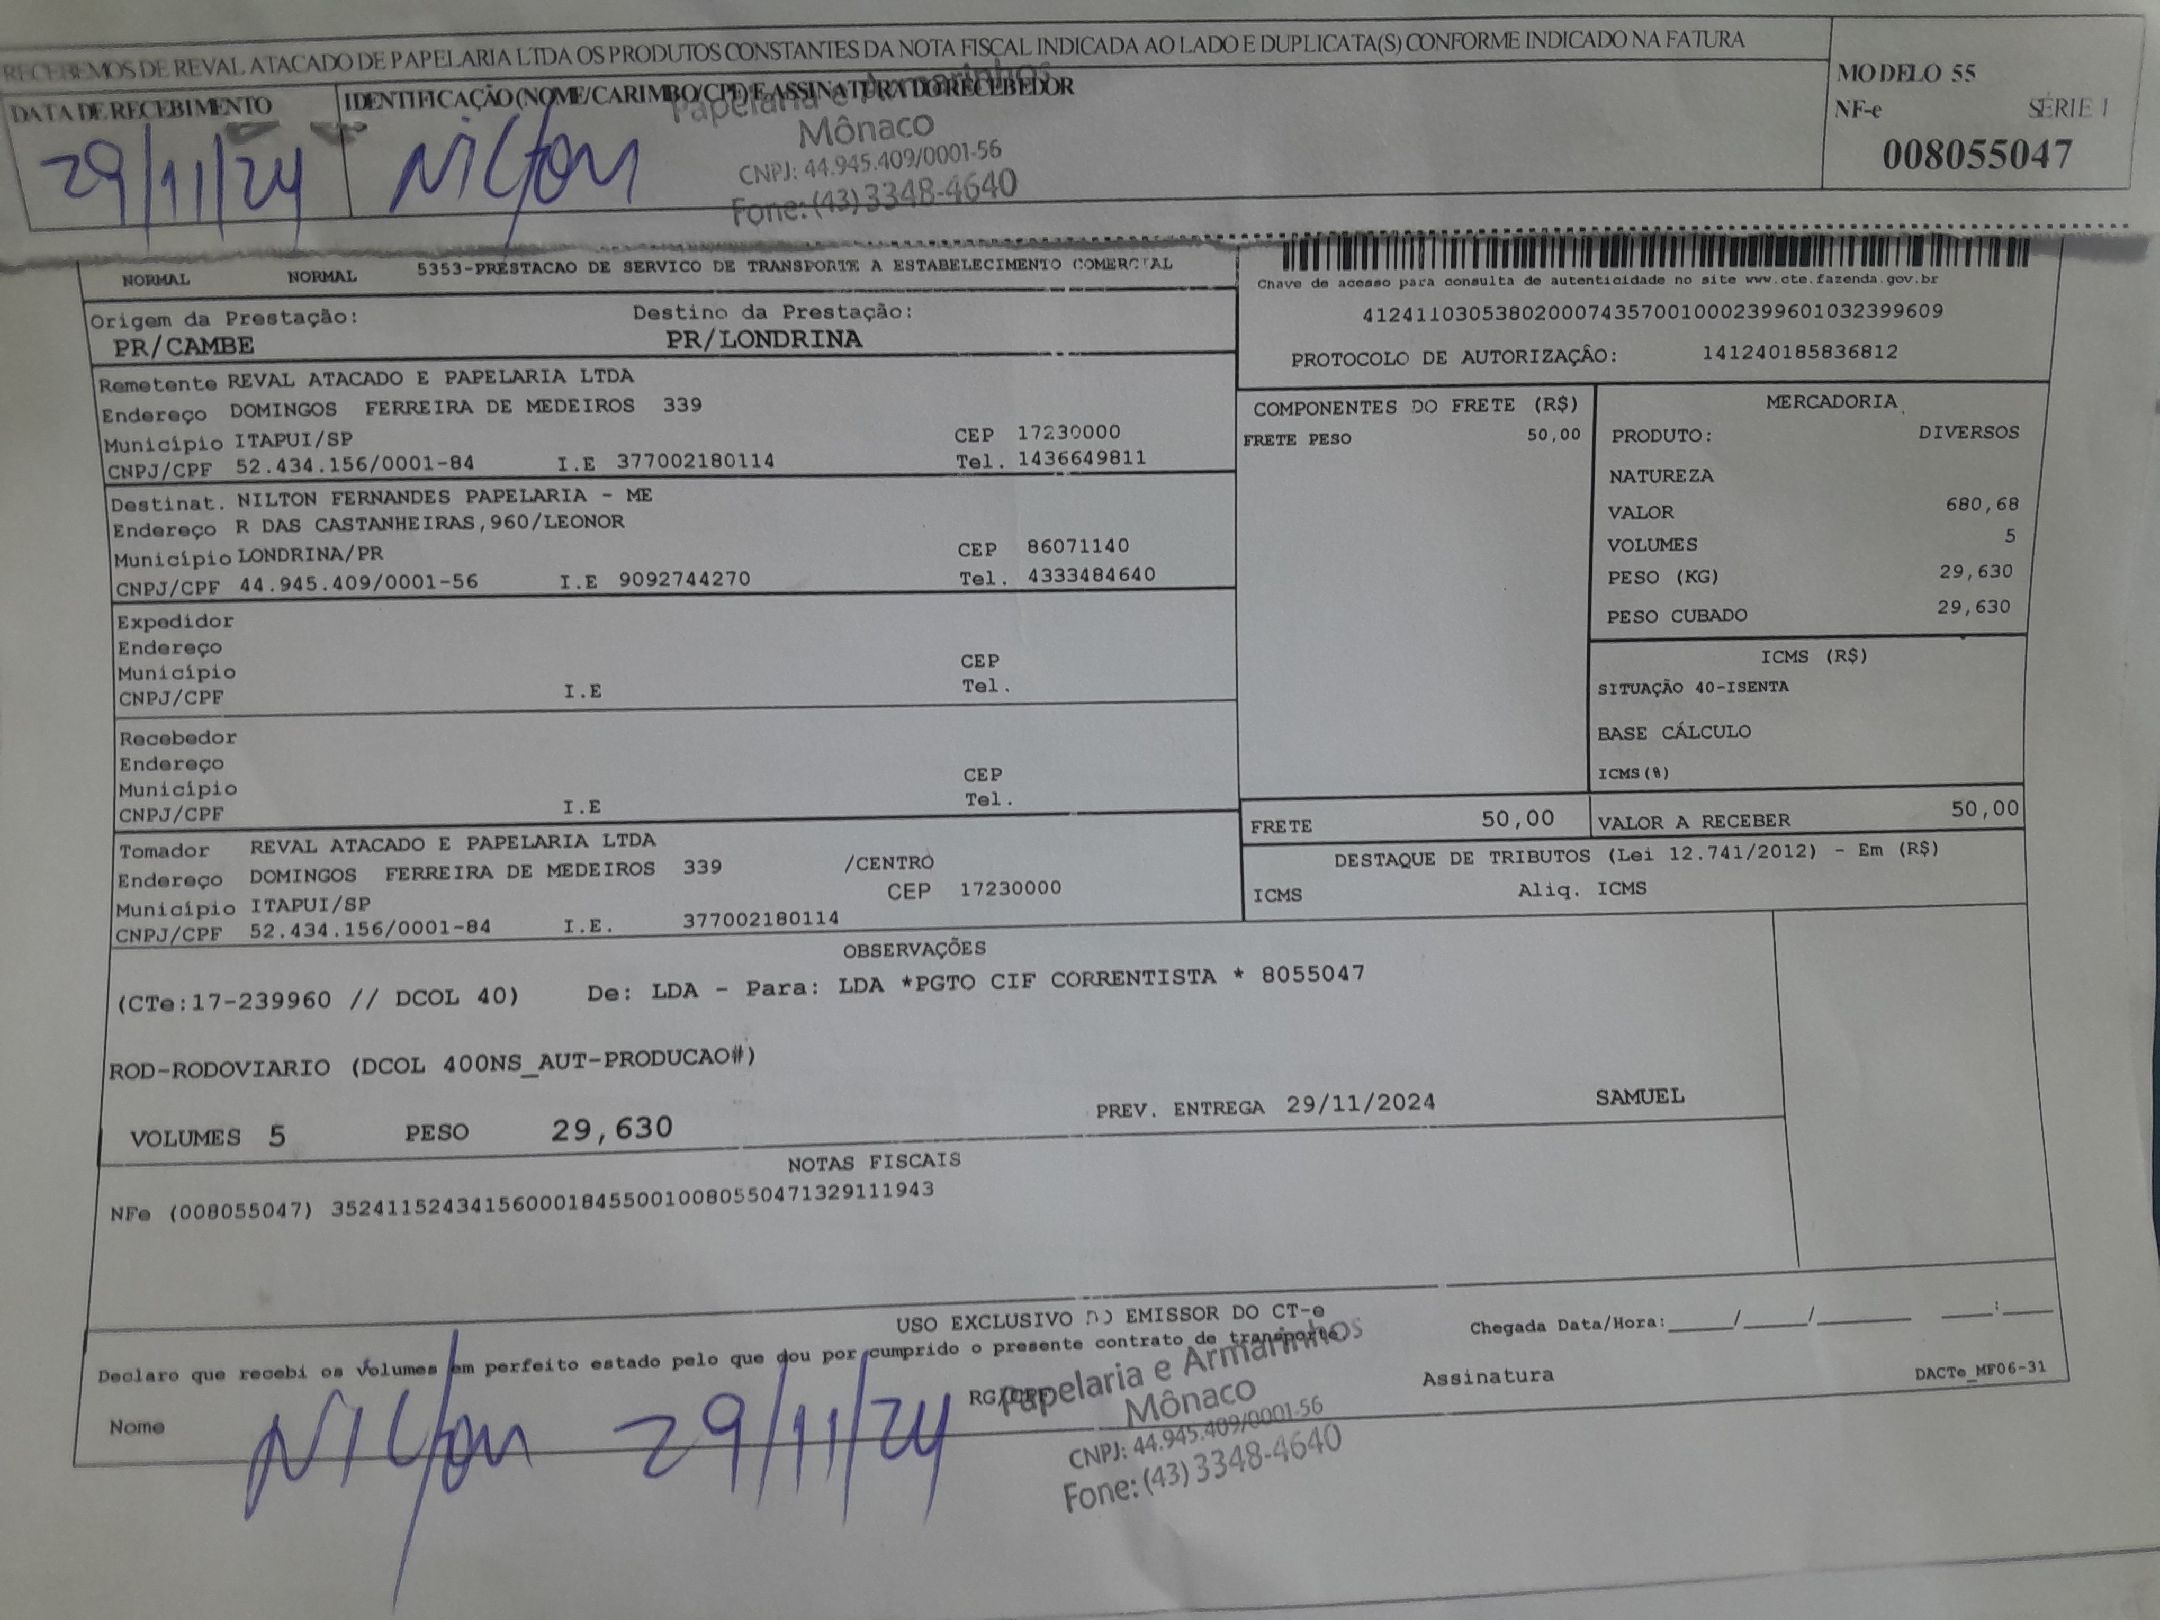 RECEBEMOS DE REVAL ATACADO DE PAPELARIA LTDA OS PRODUTOS CONSTANTES DA NOTA FISCAL INDICADA AO LADO E DUPLICATA(S) CONFORME INDICADO NA FATURA
DATA DE RECEBIMENTO
IDENTIFICAÇÃO (NOME/CARIMBO/CPF) E ASSINATURA DO RECEBEDOR
MODELO 55
NF-e SÉRIE 1
008055047
29/11/24 Nilton
Papelaria e Armarinhos
Mônaco
CNPJ: 44.945.409/0001-56
Fone: (43) 3348-4640
NORMAL NORMAL 5353-PRESTACAO DE SERVICO DE TRANSPORTE A ESTABELECIMENTO COMERCIAL
Chave de acesso para consulta de autenticidade no site www.cte.fazenda.gov.br
41241103053802000743570010002399601032399609
PROTOCOLO DE AUTORIZAÇÃO: 141240185836812
Origem da Prestação: Destino da Prestação:
PR/CAMBE PR/LONDRINA
Remetente REVAL ATACADO E PAPELARIA LTDA
Endereço DOMINGOS FERREIRA DE MEDEIROS 339
Município ITAPUI/SP CEP 17230000
CNPJ/CPF 52.434.156/0001-84 I.E 377002180114 Tel. 1436649811
Destinat. NILTON FERNANDES PAPELARIA - ME
Endereço R DAS CASTANHEIRAS,960/LEONOR
Município LONDRINA/PR CEP 86071140
CNPJ/CPF 44.945.409/0001-56 I.E 9092744270 Tel. 4333484640
Expedidor
Endereço
Município CEP
CNPJ/CPF I.E Tel.
Recebedor
Endereço
Município CEP
CNPJ/CPF I.E Tel.
Tomador REVAL ATACADO E PAPELARIA LTDA
Endereço DOMINGOS FERREIRA DE MEDEIROS 339 /CENTRO
Município ITAPUI/SP CEP 17230000
CNPJ/CPF 52.434.156/0001-84 I.E. 377002180114
COMPONENTES DO FRETE (R$)
FRETE PESO 50,00
MERCADORIA
PRODUTO: DIVERSOS
NATUREZA
VALOR 680,68
VOLUMES 5
PESO (KG) 29,630
PESO CUBADO 29,630
ICMS (R$)
SITUAÇÃO 40-ISENTA
BASE CÁLCULO
ICMS(%)
FRETE 50,00 VALOR A RECEBER 50,00
DESTAQUE DE TRIBUTOS (Lei 12.741/2012) - Em (R$)
ICMS Aliq. ICMS
OBSERVAÇÕES
(CTe:17-239960 // DCOL 40) De: LDA - Para: LDA *PGTO CIF CORRENTISTA * 8055047
ROD-RODOVIARIO (DCOL 400NS_AUT-PRODUCAO#)
VOLUMES 5 PESO 29,630 PREV. ENTREGA 29/11/2024 SAMUEL
NOTAS FISCAIS
NFe (008055047) 35241152434156000184550010080550471329111943
USO EXCLUSIVO DO EMISSOR DO CT-e
Declaro que recebi os volumes em perfeito estado pelo que dou por cumprido o presente contrato de transporte
Chegada Data/Hora:____/____/______ ___:___
Nome RG/CPF Assinatura DACTe_MF06-31
Nilton 29/11/24
Papelaria e Armarinhos
Mônaco
CNPJ: 44.945.409/0001-56
Fone: (43) 3348-4640